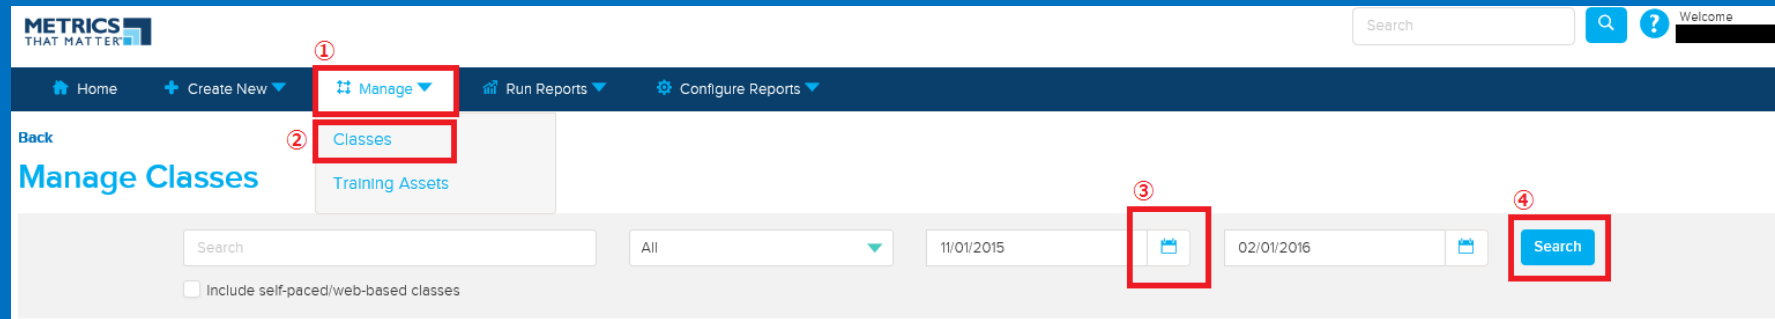 METRICS
THAT MATTER™
Search
?
Welcome
①
Home
Create New
Manage
Run Reports
Configure Reports
Back
②
Classes
Manage Classes
Training Assets
③
④
Search
All
11/01/2015
02/01/2016
Search
Include self-paced/web-based classes